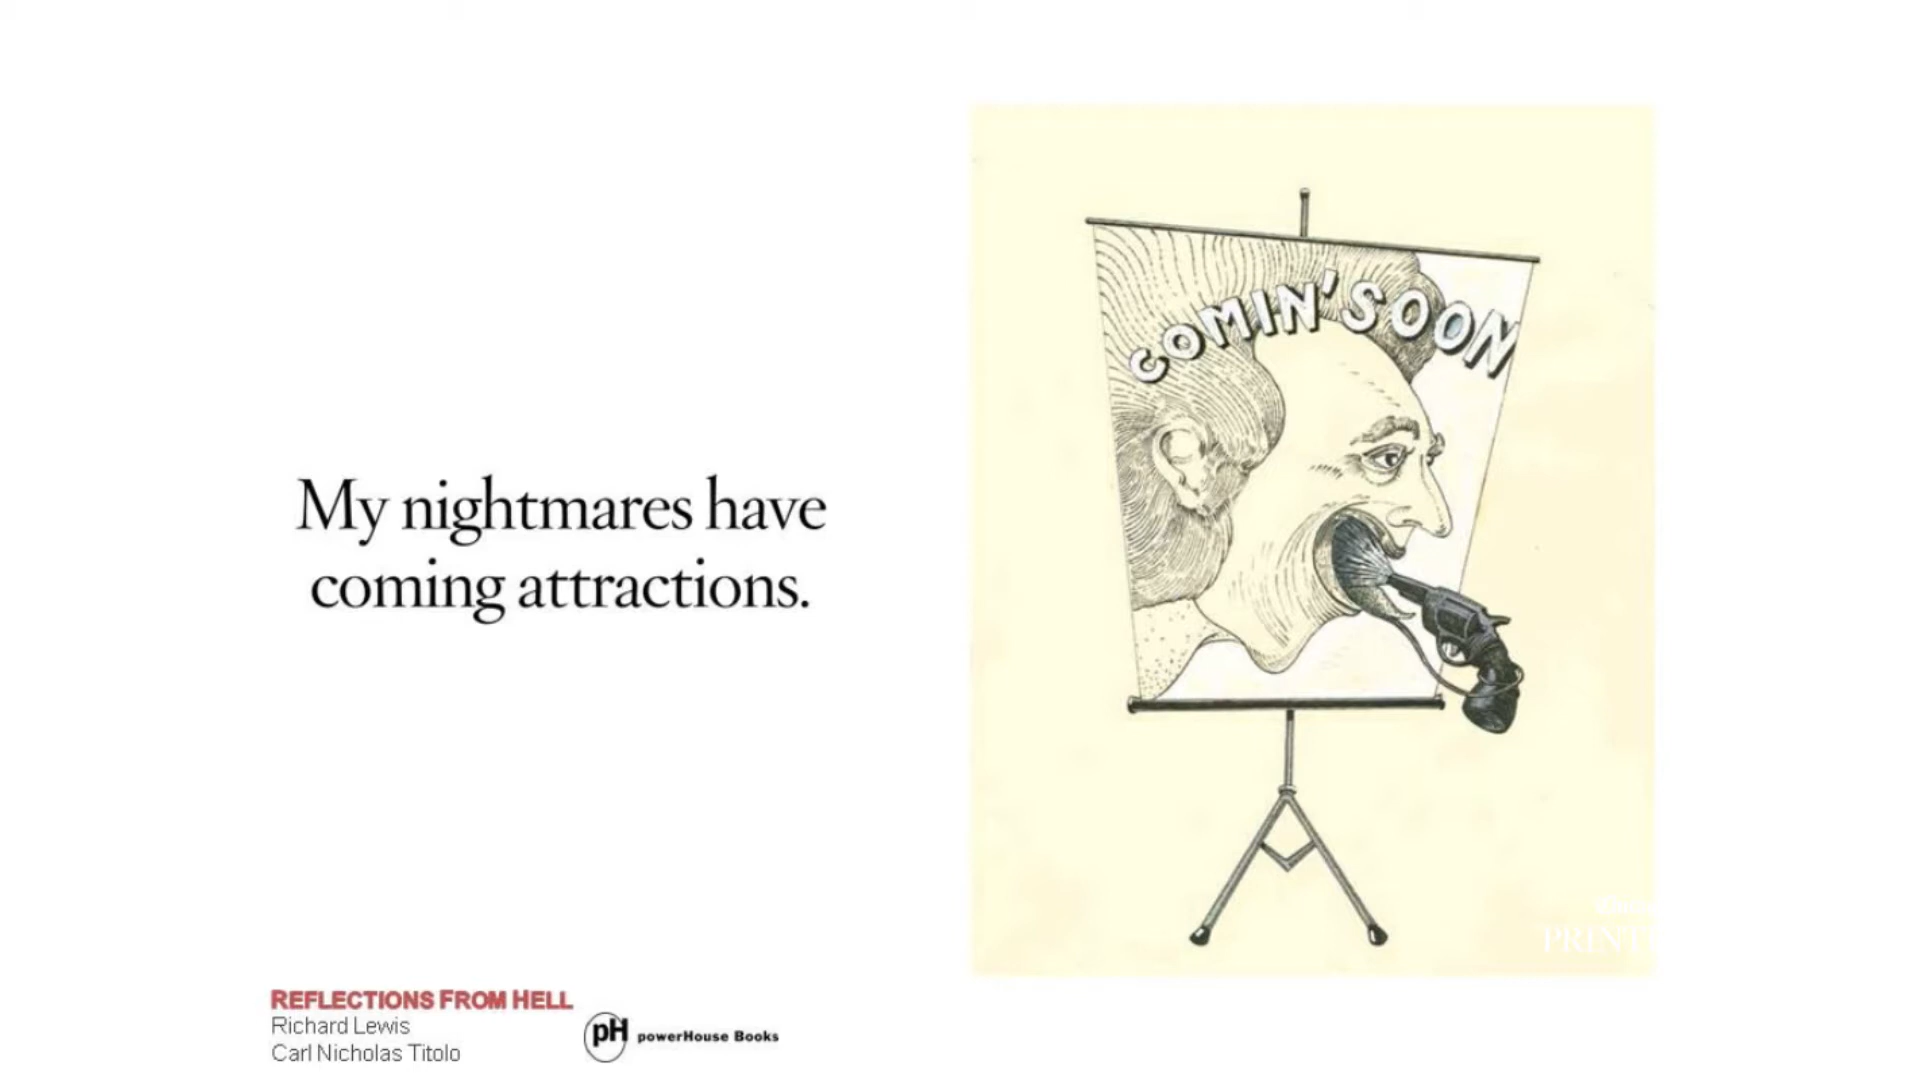 My nightmares have
coming attractions.
COMIN' SOON
REFLECTIONS FROM HELL
Richard Lewis
Carl Nicholas Titolo
pH powerHouse Books